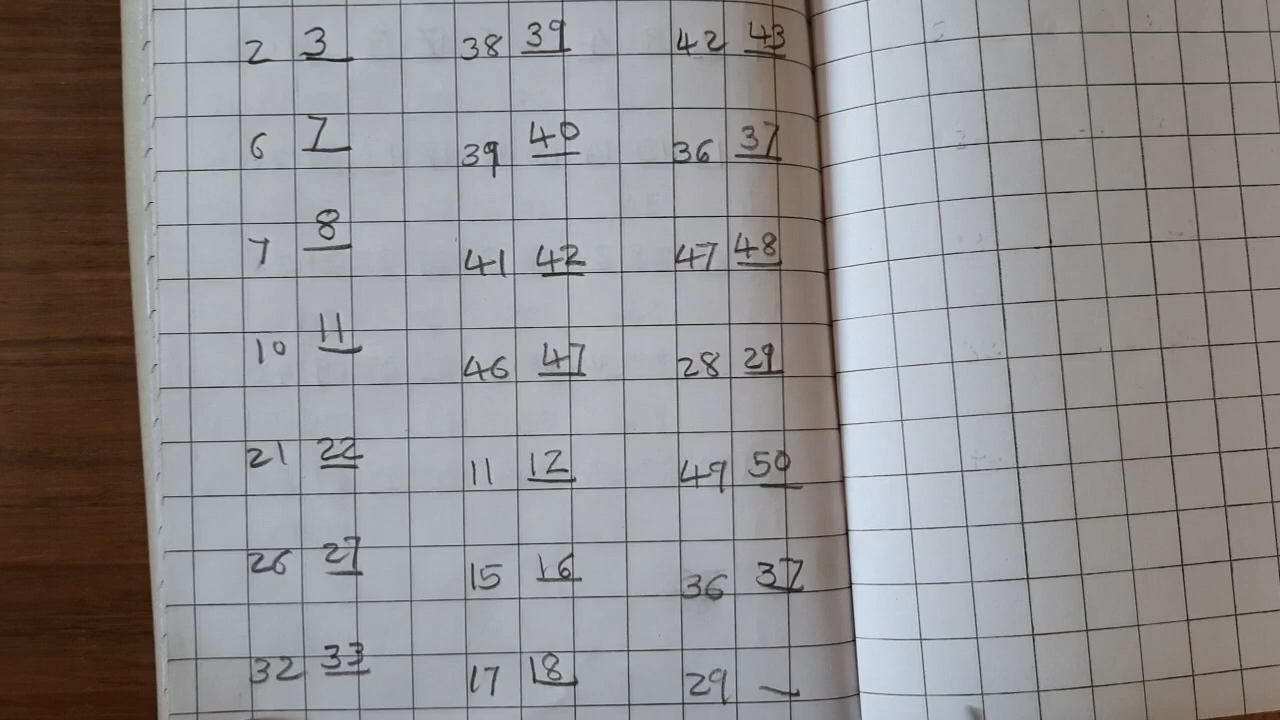 2 3 38 39 42 43
6 7 39 40 36 37
7 8 41 42 47 48
10 11 46 47 28 29
21 22 11 12 49 50
26 27 15 16 36 37
32 33 17 18 29 _